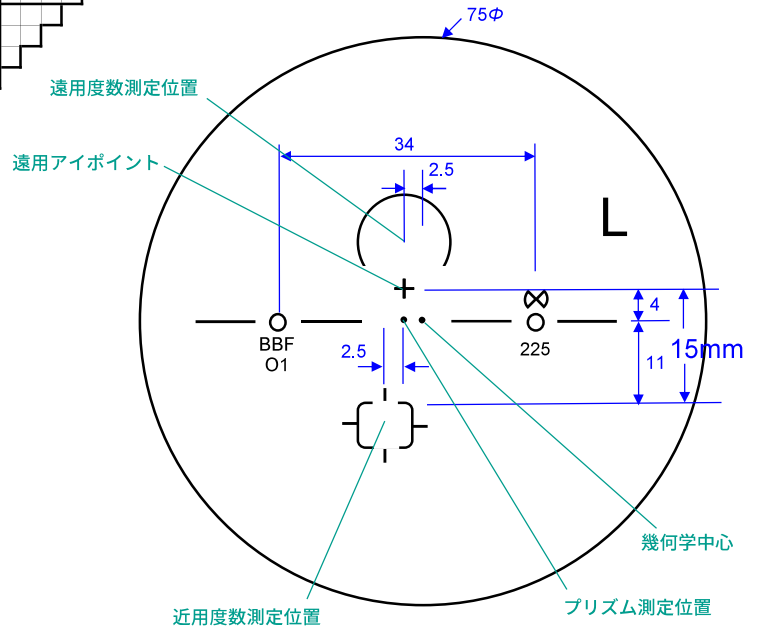 75Φ
遠用度数測定位置
34
遠用アイポイント
2.5
L
4
BBF
O1
2.5
225
11
15mm
幾何学中心
プリズム測定位置
近用度数測定位置